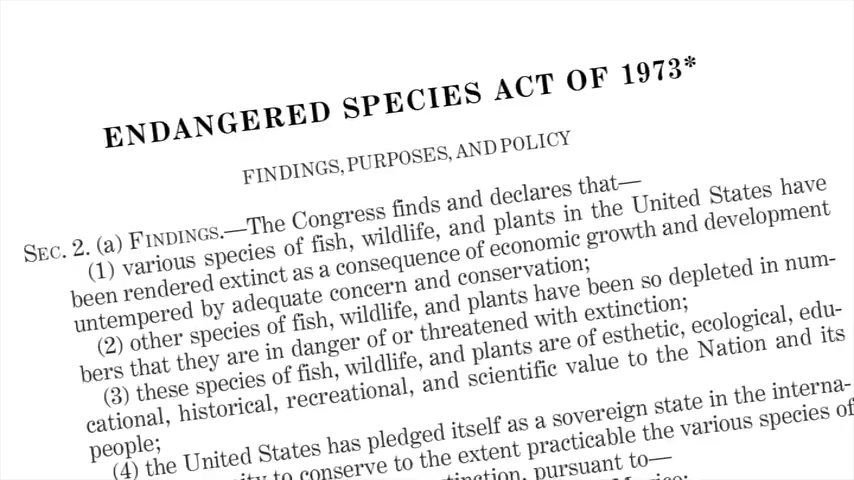 ENDANGERED SPECIES ACT OF 1973*
FINDINGS, PURPOSES, AND POLICY
SEC. 2. (a) FINDINGS.—The Congress finds and declares that—
(1) various species of fish, wildlife, and plants in the United States have
been rendered extinct as a consequence of economic growth and development
untempered by adequate concern and conservation;
(2) other species of fish, wildlife, and plants have been so depleted in num-
bers that they are in danger of or threatened with extinction;
(3) these species of fish, wildlife, and plants are of esthetic, ecological, edu-
cational, historical, recreational, and scientific value to the Nation and its
people;
(4) the United States has pledged itself as a sovereign state in the interna-
to conserve to the extent practicable the various species of
pursuant to—